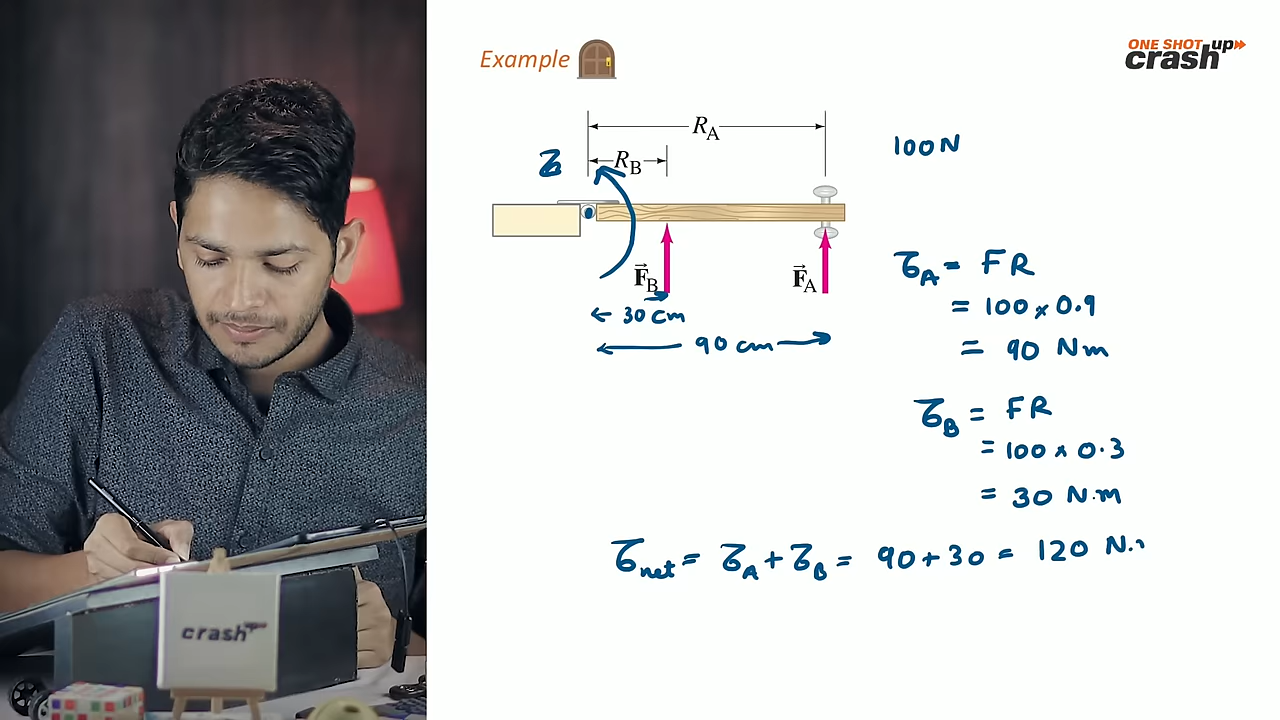 Example
ONE SHOT
crash up
R_A
R_B
100N
τ
F_B
F_A
30 cm
90 cm
τ_A = FR
= 100 × 0.9
= 90 Nm
τ_B = FR
= 100 × 0.3
= 30 N.m
τ_net = τ_A + τ_B = 90 + 30 = 120 N.
crash up